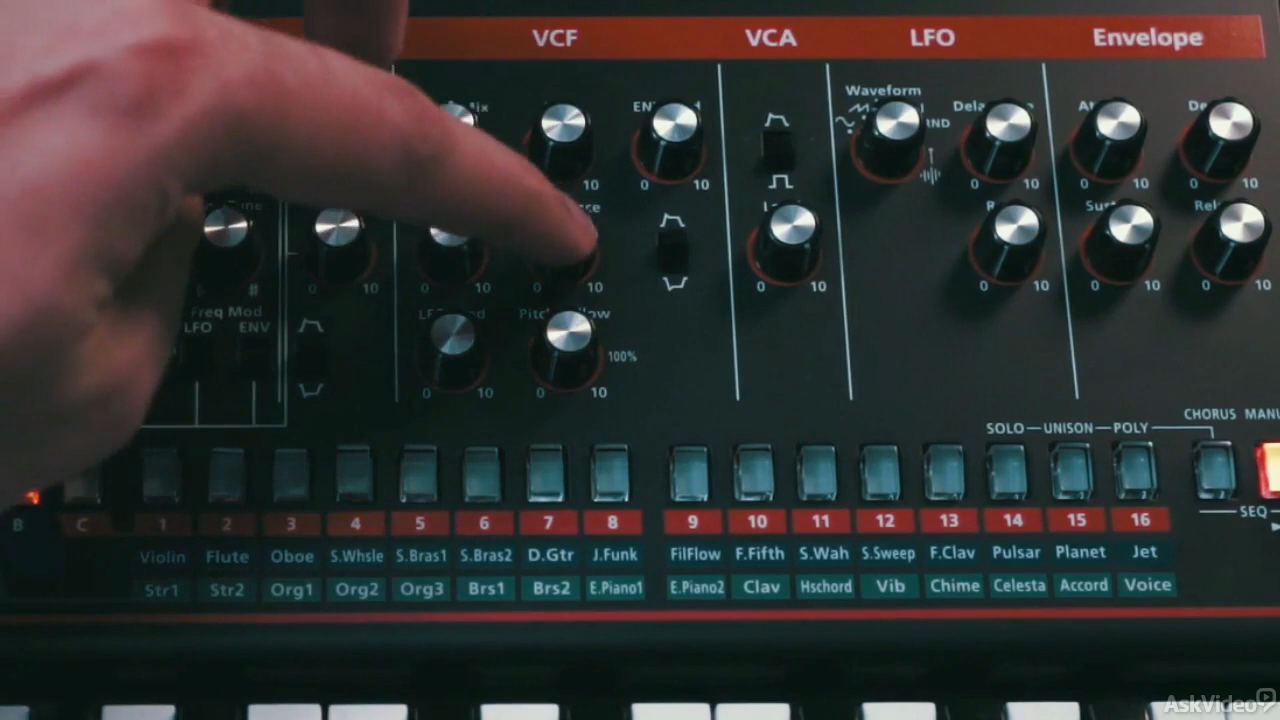 VCF VCA LFO Envelope
Waveform
RND
0 10 0 10 0 10 0 10 0 10
0 10 0 10 0 10 0 10 0 10 0 10 0 10
Freq Mod
LFO ENV
100%
0 10 0 10
CHORUS
SOLO UNISON POLY
SEQ
B C 1 2 3 4 5 6 7 8 9 10 11 12 13 14 15 16
Violin Flute Oboe S.Whsle S.Bras1 S.Bras2 D.Gtr J.Funk FilFlow F.Fifth S.Wah S.Sweep F.Clav Pulsar Planet Jet
Str1 Str2 Org1 Org2 Org3 Brs1 Brs2 E.Piano1 E.Piano2 Clav Hschord Vib Chime Celesta Accord Voice
AskVideo